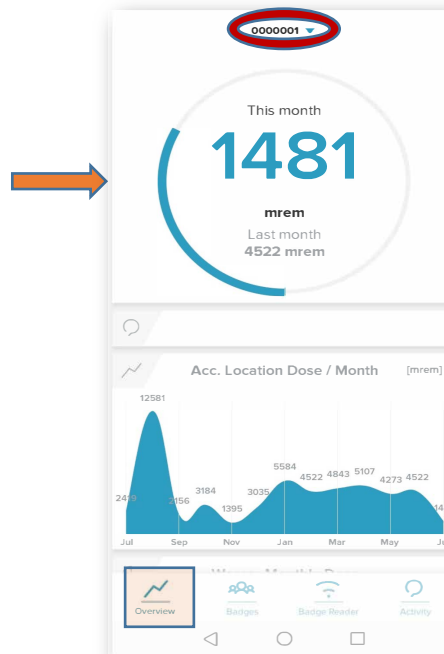 0000001
This month
1481
mrem
Last month
4522 mrem
Acc. Location Dose / Month [mrem]
12581
5584
4522 4843 5107 4273 4522
3184
3035
1395
Jul Sep Nov Jan Mar May
Overview Badges Badge Reader Activity